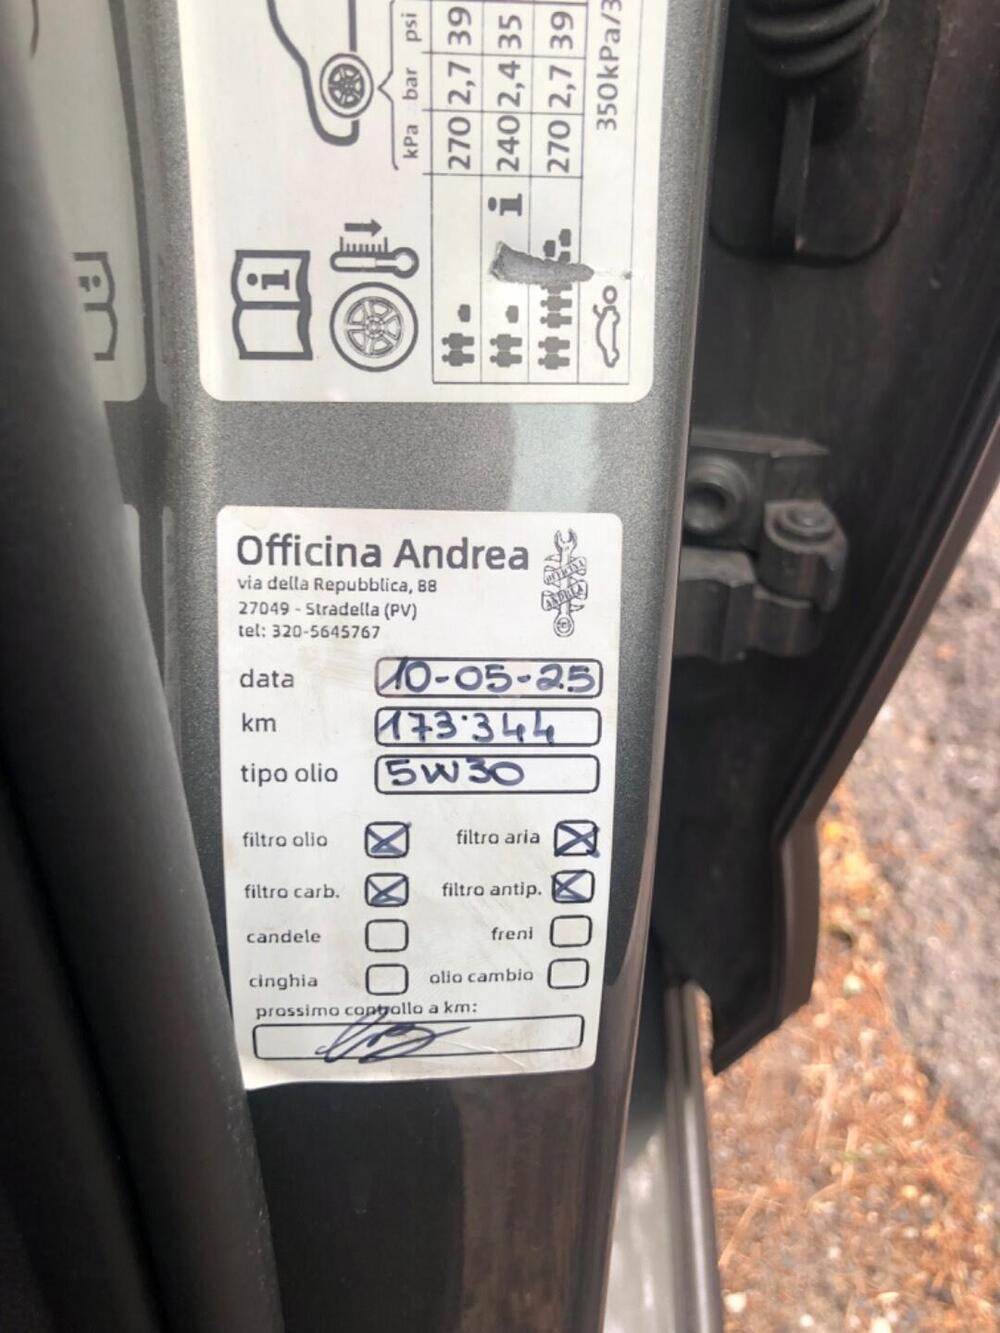 kPa bar psi
270 2,7 39
i 240 2,4 35
270 2,7 39
350kPa/3
i
Officina Andrea
OFFICINA
ANDREA
via della Repubblica, 88
27049 - Stradella (PV)
tel: 320-5645767
data 10-05-25
km 173.344
tipo olio 5W30
filtro olio filtro aria
filtro carb. filtro antip.
candele freni
cinghia olio cambio
prossimo controllo a km: